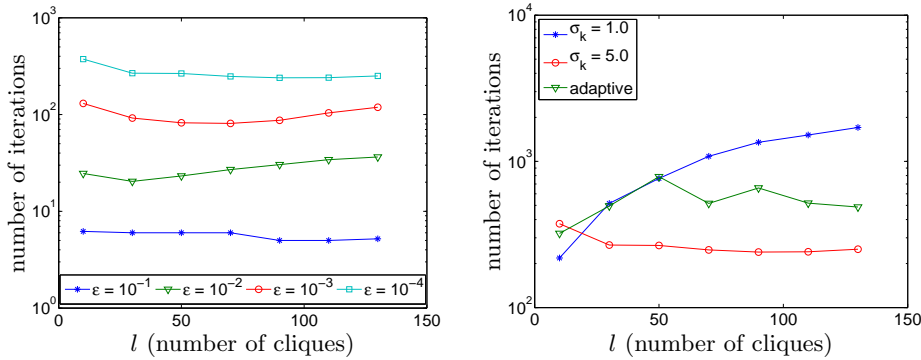 number of iterations
10³
10²
10¹
10⁰
ε = 10⁻¹ ε = 10⁻² ε = 10⁻³ ε = 10⁻⁴
0 50 100 150
l (number of cliques)
number of iterations
10⁴
10³
10²
σₖ = 1.0
σₖ = 5.0
adaptive
0 50 100 150
l (number of cliques)